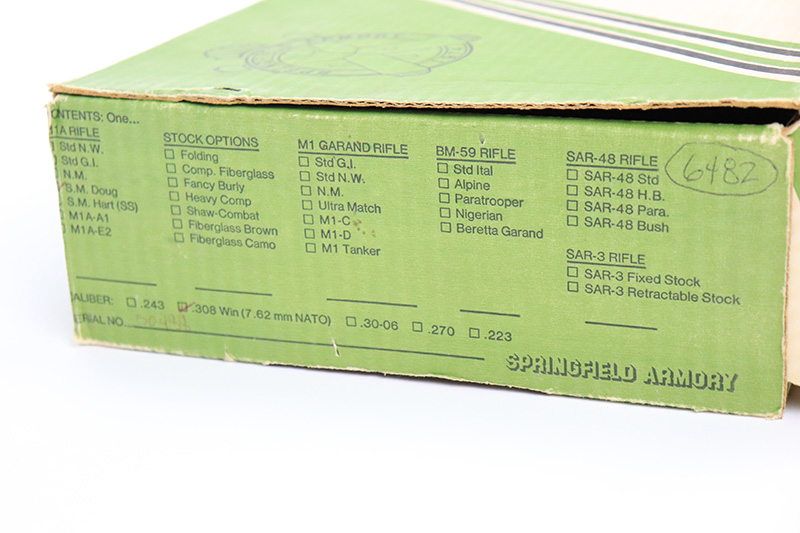 CONTENTS: One...
M1A RIFLE
Std N.W.
Std G.I.
N.M.
S.M. Doug
S.M. Hart (SS)
M1A-A1
M1A-E2
STOCK OPTIONS
Folding
Comp. Fiberglass
Fancy Burly
Heavy Comp
Shaw-Combat
Fiberglass Brown
Fiberglass Camo
M1 GARAND RIFLE
Std G.I.
Std N.W.
N.M.
Ultra Match
M1-C
M1-D
M1 Tanker
BM-59 RIFLE
Std Ital
Alpine
Paratrooper
Nigerian
Beretta Garand
SAR-48 RIFLE
SAR-48 Std
SAR-48 H.B.
SAR-48 Para.
SAR-48 Bush
SAR-3 RIFLE
SAR-3 Fixed Stock
SAR-3 Retractable Stock
6482
CALIBER: .243 .308 Win (7.62 mm NATO) .30-06 .270 .223
SERIAL NO.
SPRINGFIELD ARMORY